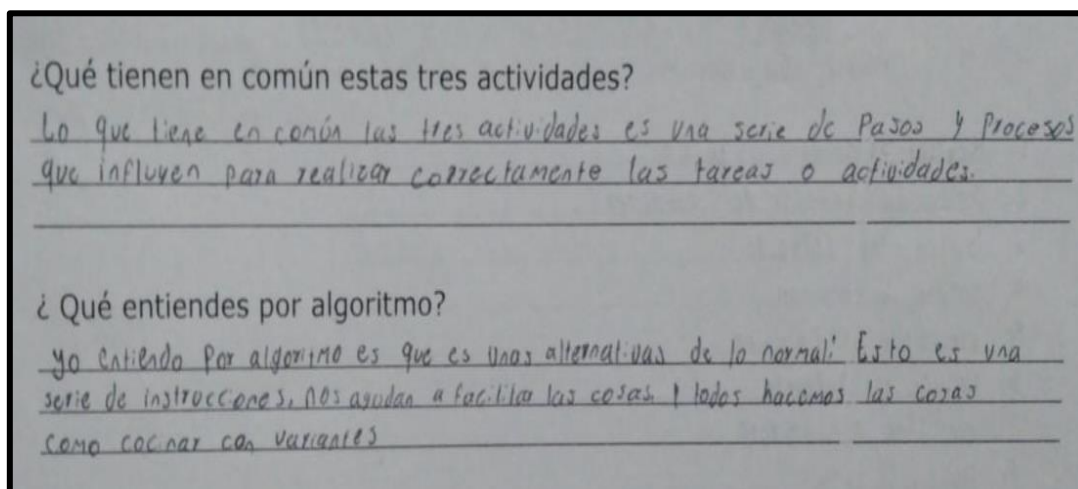 ¿Qué tienen en común estas tres actividades?
Lo que tiene en común las tres actividades es una serie de Pasos y Procesos
que influyen para realizar correctamente las tareas o actividades.
¿ Qué entiendes por algoritmo?
yo entiendo por algoritmo es que es unas alternativas de lo normal. Esto es una
serie de instrucciones, nos ayudan a facilitar las cosas y todos hacemos las cosas
como cocinar con variantes